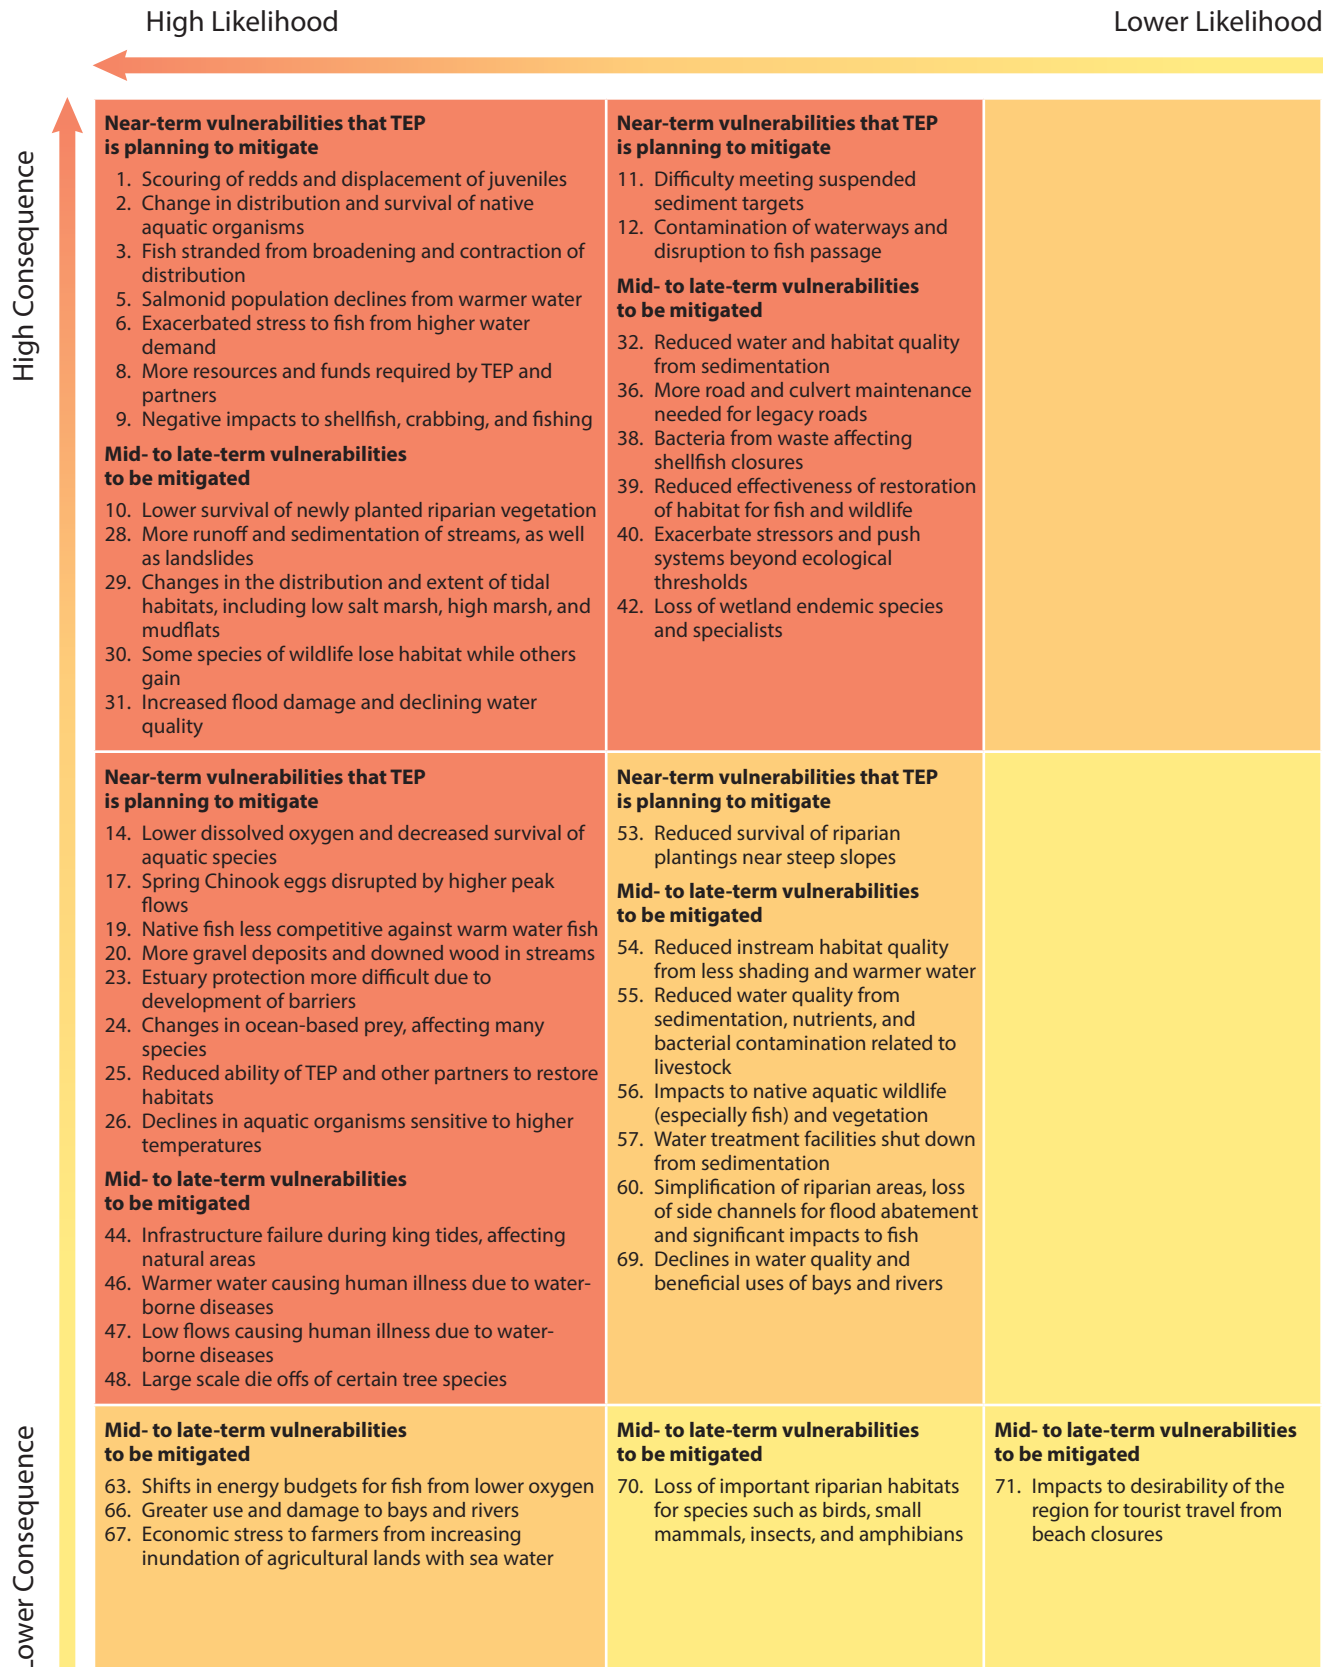 High Likelihood
Lower Likelihood
High Consequence
Near-term vulnerabilities that TEP
is planning to mitigate
1. Scouring of redds and displacement of juveniles
2. Change in distribution and survival of native
aquatic organisms
3. Fish stranded from broadening and contraction of
distribution
5. Salmonid population declines from warmer water
6. Exacerbated stress to fish from higher water
demand
8. More resources and funds required by TEP and
partners
9. Negative impacts to shellfish, crabbing, and fishing
Mid- to late-term vulnerabilities
to be mitigated
10. Lower survival of newly planted riparian vegetation
28. More runoff and sedimentation of streams, as well
as landslides
29. Changes in the distribution and extent of tidal
habitats, including low salt marsh, high marsh, and
mudflats
30. Some species of wildlife lose habitat while others
gain
31. Increased flood damage and declining water
quality
Near-term vulnerabilities that TEP
is planning to mitigate
11. Difficulty meeting suspended
sediment targets
12. Contamination of waterways and
disruption to fish passage
Mid- to late-term vulnerabilities
to be mitigated
32. Reduced water and habitat quality
from sedimentation
36. More road and culvert maintenance
needed for legacy roads
38. Bacteria from waste affecting
shellfish closures
39. Reduced effectiveness of restoration
of habitat for fish and wildlife
40. Exacerbate stressors and push
systems beyond ecological
thresholds
42. Loss of wetland endemic species
and specialists
Near-term vulnerabilities that TEP
is planning to mitigate
14. Lower dissolved oxygen and decreased survival of
aquatic species
17. Spring Chinook eggs disrupted by higher peak
flows
19. Native fish less competitive against warm water fish
20. More gravel deposits and downed wood in streams
23. Estuary protection more difficult due to
development of barriers
24. Changes in ocean-based prey, affecting many
species
25. Reduced ability of TEP and other partners to restore
habitats
26. Declines in aquatic organisms sensitive to higher
temperatures
Mid- to late-term vulnerabilities
to be mitigated
44. Infrastructure failure during king tides, affecting
natural areas
46. Warmer water causing human illness due to water-
borne diseases
47. Low flows causing human illness due to water-
borne diseases
48. Large scale die offs of certain tree species
Near-term vulnerabilities that TEP
is planning to mitigate
53. Reduced survival of riparian
plantings near steep slopes
Mid- to late-term vulnerabilities
to be mitigated
54. Reduced instream habitat quality
from less shading and warmer water
55. Reduced water quality from
sedimentation, nutrients, and
bacterial contamination related to
livestock
56. Impacts to native aquatic wildlife
(especially fish) and vegetation
57. Water treatment facilities shut down
from sedimentation
60. Simplification of riparian areas, loss
of side channels for flood abatement
and significant impacts to fish
69. Declines in water quality and
beneficial uses of bays and rivers
Lower Consequence
Mid- to late-term vulnerabilities
to be mitigated
63. Shifts in energy budgets for fish from lower oxygen
66. Greater use and damage to bays and rivers
67. Economic stress to farmers from increasing
inundation of agricultural lands with sea water
Mid- to late-term vulnerabilities
to be mitigated
70. Loss of important riparian habitats
for species such as birds, small
mammals, insects, and amphibians
Mid- to late-term vulnerabilities
to be mitigated
71. Impacts to desirability of the
region for tourist travel from
beach closures